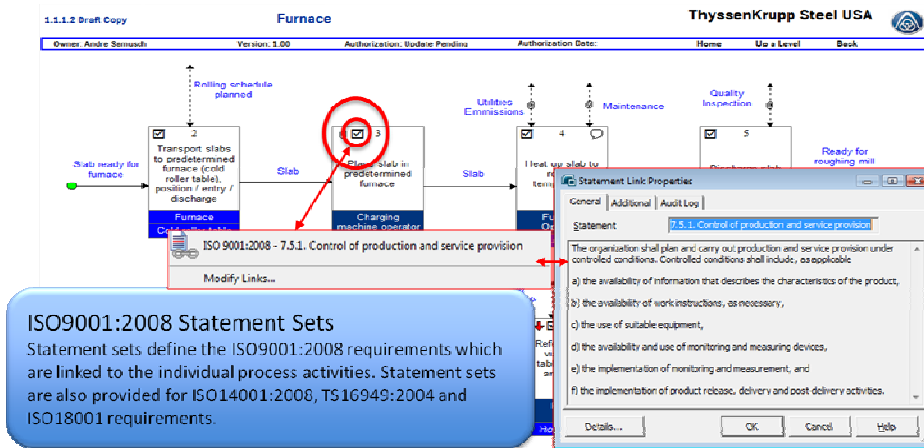 1.1.1.2 Draft Copy
Furnace
ThyssenKrupp Steel USA
Owner: Andre Semusch
Version: 1.00
Authorization: Update Pending
Authorization Date:
Home
Up a Level
Back
Rolling schedule
planned
Utilities
Emmissions
Maintenance
Quality
Inspection
2
3
4
5
Transport slabs
to predetermined
furnace (cold
roller table),
position / entry /
discharge
Slab ready for
furnace
Slab
Place slab in
predetermined
furnace
Slab
Heat up slab to
Discharge slab
Ready for
roughing mill
Furnace
Charging
machine operator
ISO 9001:2008 - 7.5.1. Control of production and service provision
Modify Links...
Statement Link Properties
General
Additional
Audit Log
Statement
7.5.1. Control of production and service provision
The organization shall plan and carry out production and service provision under
controlled conditions. Controlled conditions shall include, as applicable
a) the availability of information that describes the characteristics of the product,
b) the availability of work instructions, as necessary,
c) the use of suitable equipment,
d) the availability and use of monitoring and measuring devices,
e) the implementation of monitoring and measurement, and
f) the implementation of product release, delivery and post-delivery activities.
Details...
OK
Cancel
Help
ISO9001:2008 Statement Sets
Statement sets define the ISO9001:2008 requirements which
are linked to the individual process activities. Statement sets
are also provided for ISO14001:2008, TS16949:2004 and
ISO18001 requirements.